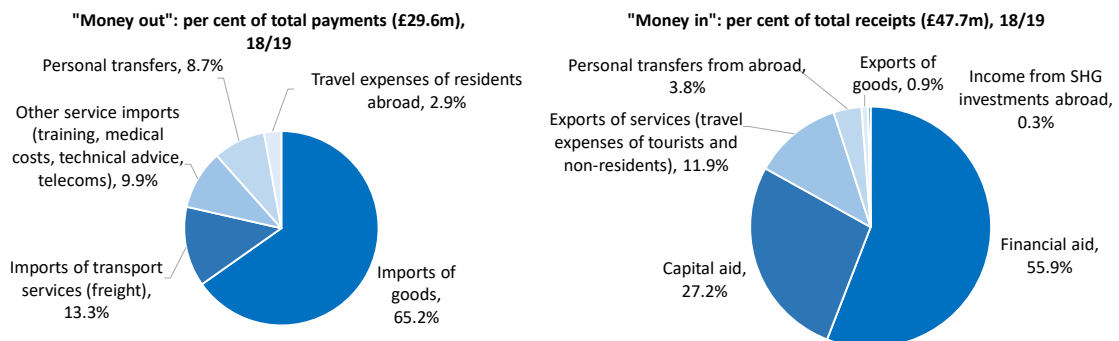 "Money out": per cent of total payments (£29.6m),
18/19
Personal transfers, 8.7%
Travel expenses of residents
abroad, 2.9%
Other service imports
(training, medical
costs, technical advice,
telecoms), 9.9%
Imports of transport
services (freight),
13.3%
Imports of
goods,
65.2%
"Money in": per cent of total receipts (£47.7m), 18/19
Personal transfers from abroad,
3.8%
Exports of
goods, 0.9%
Income from SHG
investments abroad,
0.3%
Exports of services (travel
expenses of tourists and
non-residents), 11.9%
Capital aid,
27.2%
Financial aid,
55.9%